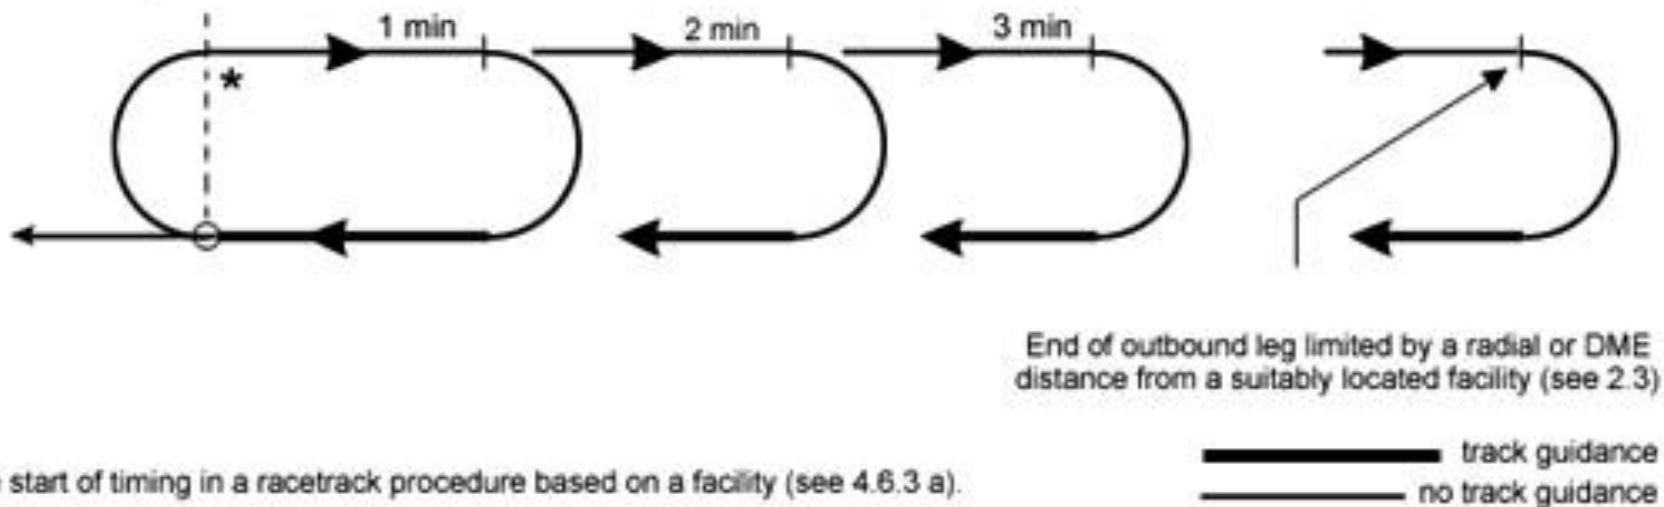 1 min
2 min
3 min
*
End of outbound leg limited by a radial or DME
distance from a suitably located facility (see 2.3)
track guidance
start of timing in a racetrack procedure based on a facility (see 4.6.3 a).
no track guidance